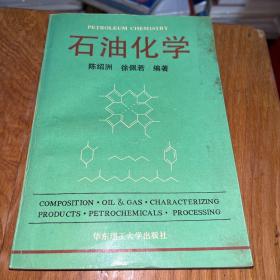 PETROLEUM CHEMISTRY
石油化学
陈绍洲 徐佩若 编著
COMPOSITION · OIL & GAS · CHARACTERIZING
PRODUCTS · PETROCHEMICALS · PROCESSING
华东理工大学出版社